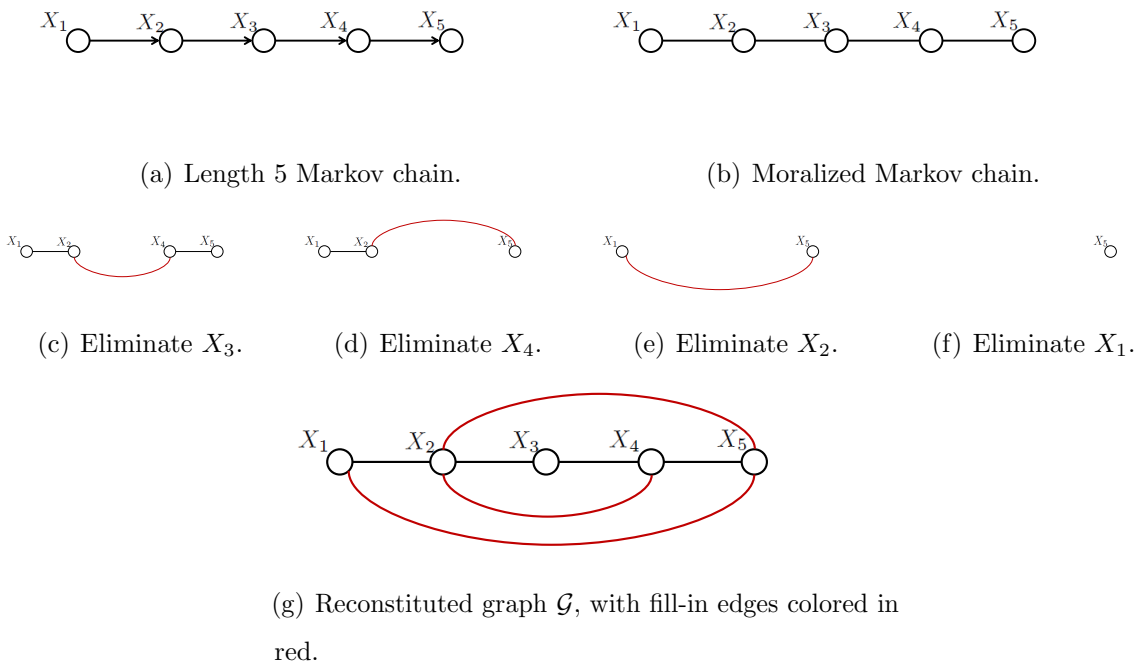 X₁ X₂ X₃ X₄ X₅
X₁ X₂ X₃ X₄ X₅
(a) Length 5 Markov chain.
(b) Moralized Markov chain.
X₁ X₂ X₄ X₅
X₁ X₂ X₅
X₁ X₅
X₅
(c) Eliminate X₃.
(d) Eliminate X₄.
(e) Eliminate X₂.
(f) Eliminate X₁.
X₁ X₂ X₃ X₄ X₅
(g) Reconstituted graph 𝒢, with fill-in edges colored in
red.